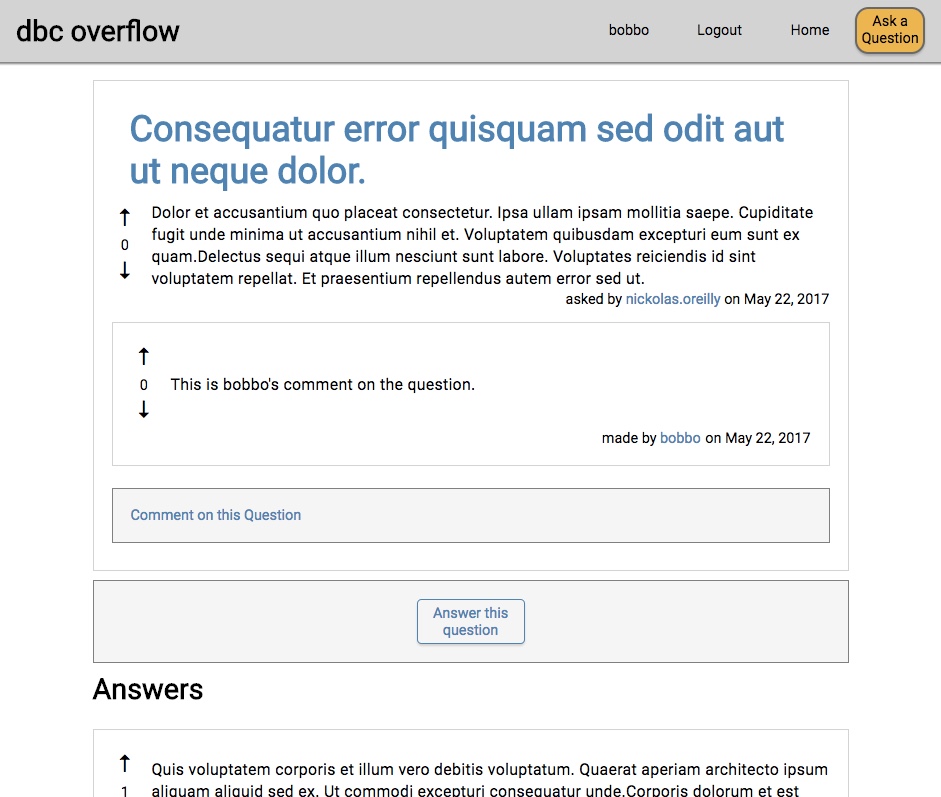 dbc overflow
bobbo Logout Home Ask a
Question
Consequatur error quisquam sed odit aut
ut neque dolor.
↑
0
↓
Dolor et accusantium quo placeat consectetur. Ipsa ullam ipsam mollitia saepe. Cupiditate
fugit unde minima ut accusantium nihil et. Voluptatem quibusdam excepturi eum sunt ex
quam.Delectus sequi atque illum nesciunt sunt labore. Voluptates reiciendis id sint
voluptatem repellat. Et praesentium repellendus autem error sed ut.
asked by nickolas.oreilly on May 22, 2017
↑
0
↓
This is bobbo's comment on the question.
made by bobbo on May 22, 2017
Comment on this Question
Answer this
question
Answers
↑
1
Quis voluptatem corporis et illum vero debitis voluptatum. Quaerat aperiam architecto ipsum
aliquam aliquid sed ex. Ut commodi excepturi consequatur unde.Corporis dolorum et est